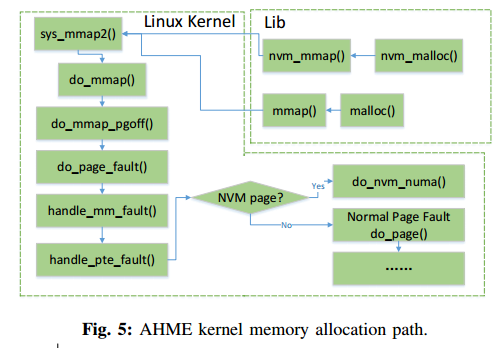 Linux Kernel
Lib
sys_mmap2()
nvm_mmap()
nvm_malloc()
do_mmap()
do_mmap_pgoff()
mmap()
malloc()
do_page_fault()
handle_mm_fault()
handle_pte_fault()
NVM page?
Yes
do_nvm_numa()
No
Normal Page Fault
do_page()
......
Fig. 5: AHME kernel memory allocation path.